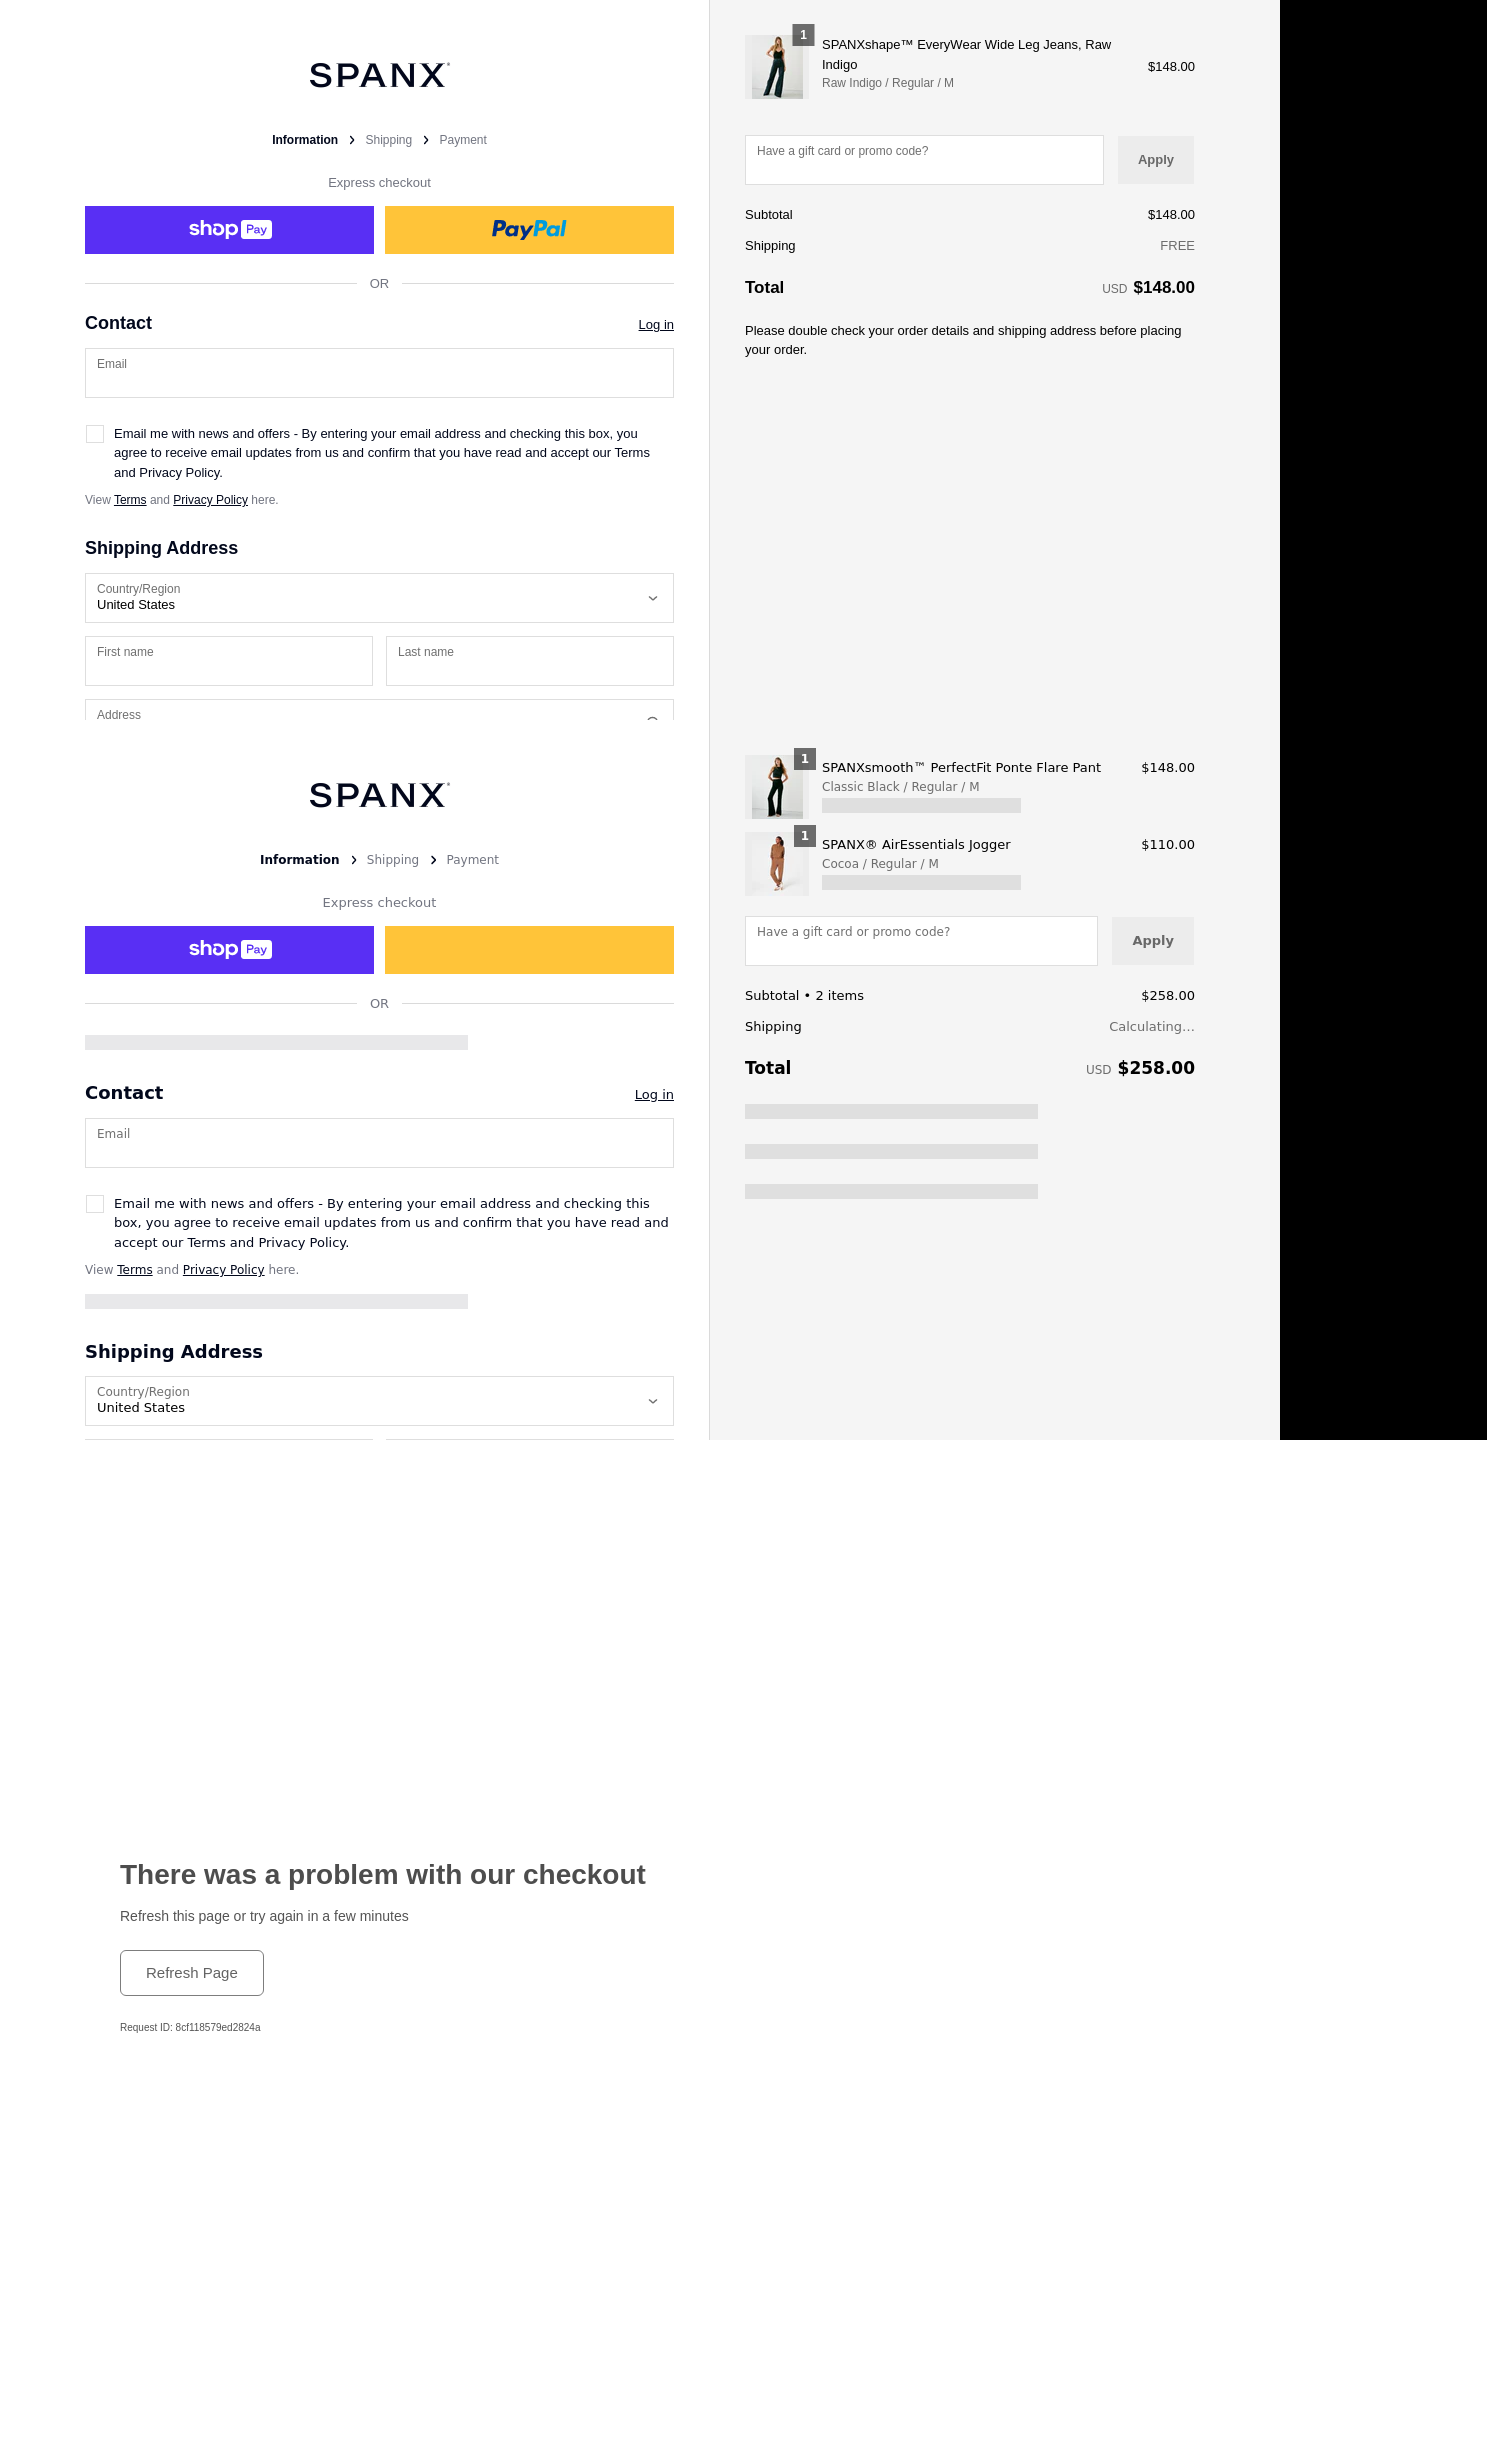 SPANX
Information > Shipping > Payment
Express checkout
shop Pay
PayPal
OR
Contact
Log in
Email
Email me with news and offers - By entering your email address and checking this box, you
agree to receive email updates from us and confirm that you have read and accept our Terms
and Privacy Policy.
View Terms and Privacy Policy here.
Shipping Address
Country/Region
United States
First name
Last name
Address
1
SPANXshape™ EveryWear Wide Leg Jeans, Raw
Indigo
Raw Indigo / Regular / M
$148.00
Have a gift card or promo code?
Apply
Subtotal
$148.00
Shipping
FREE
Total
USD $148.00
Please double check your order details and shipping address before placing
your order.
SPANX
Information > Shipping > Payment
Express checkout
shop Pay
OR
Contact
Log in
Email
Email me with news and offers - By entering your email address and checking this
box, you agree to receive email updates from us and confirm that you have read and
accept our Terms and Privacy Policy.
View Terms and Privacy Policy here.
Shipping Address
Country/Region
United States
1
SPANXsmooth™ PerfectFit Ponte Flare Pant
$148.00
Classic Black / Regular / M
1
SPANX® AirEssentials Jogger
$110.00
Cocoa / Regular / M
Have a gift card or promo code?
Apply
Subtotal • 2 items
$258.00
Shipping
Calculating...
Total
USD $258.00
There was a problem with our checkout
Refresh this page or try again in a few minutes
Refresh Page
Request ID: 8cf118579ed2824a